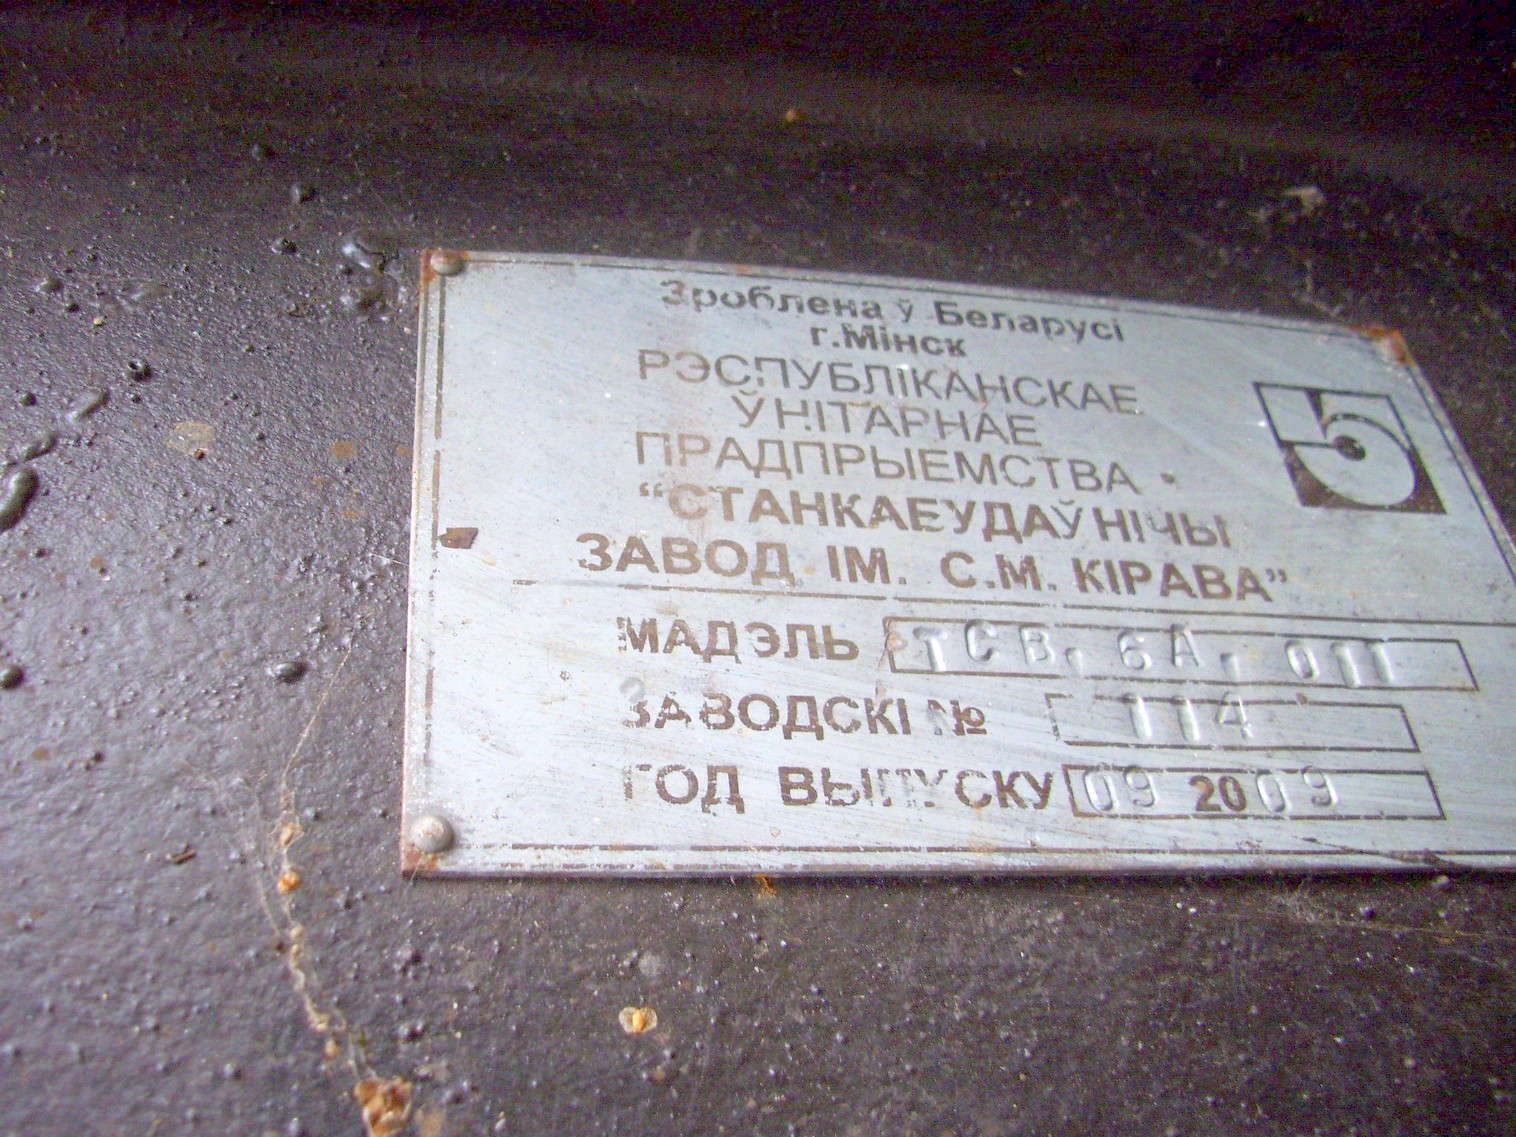 Зроблена ў Беларусі
г.Мінск
РЭСПУБЛІКАНСКАЕ
ЎНІТАРНАЕ
ПРАДПРЫЕМСТВА
“СТАНКАЕУДАЎНІЧЫ
ЗАВОД ІМ. С.М. КІРАВА”
МАДЭЛЬ ТСВ. 6А. 011
ЗАВОДСКІ № 114
ГОД ВЫПУСКУ 09 2009